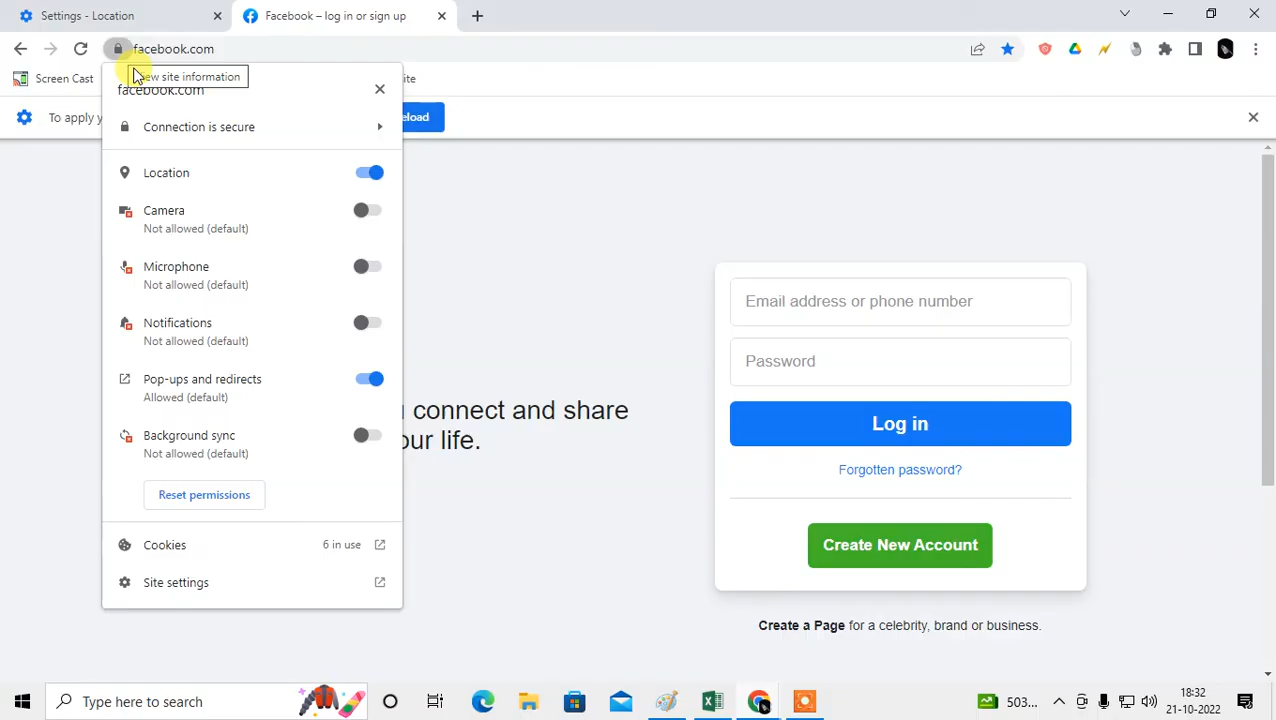 Settings - Location
Facebook – log in or sign up
facebook.com
Screen Cast
ite
site information
facebook.com
To apply y
eload
Connection is secure
Location
Camera
Not allowed (default)
Microphone
Not allowed (default)
Notifications
Not allowed (default)
Pop-ups and redirects
Allowed (default)
Background sync
Not allowed (default)
Reset permissions
Cookies
6 in use
Site settings
connect and share
our life.
Email address or phone number
Password
Log in
Forgotten password?
Create New Account
Create a Page for a celebrity, brand or business.
Type here to search
503...
18:32
21-10-2022